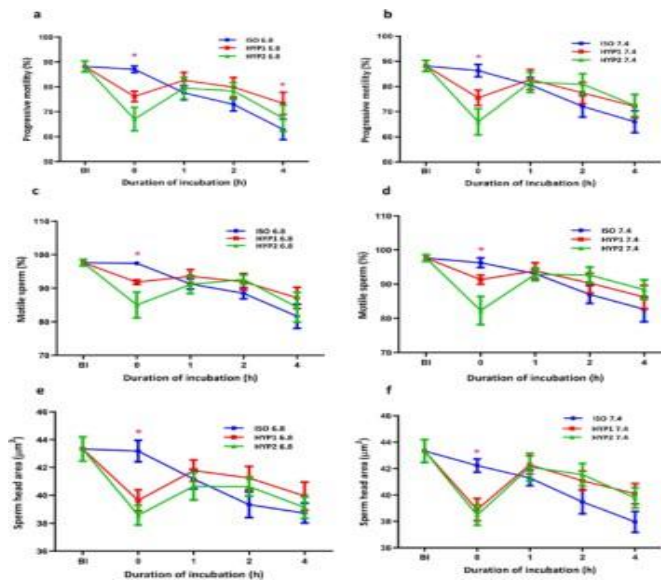 a
ISO 6.8
HYP1 6.8
HYP2 6.8
*
*
Progressive motility (%)
100
90
80
70
60
50
BI 0 1 2 4
Duration of incubation (h)
b
ISO 7.4
HYP1 7.4
HYP2 7.4
*
Progressive motility (%)
100
90
80
70
60
50
BI 0 1 2 4
Duration of incubation (h)
c
ISO 6.8
HYP1 6.8
HYP2 6.8
*
Motile sperm (%)
110
100
90
80
70
BI 0 1 2 4
Duration of incubation (h)
d
ISO 7.4
HYP1 7.4
HYP2 7.4
*
Motile sperm (%)
110
100
90
80
70
BI 0 1 2 4
Duration of incubation (h)
e
ISO 6.8
HYP1 6.8
HYP2 6.8
*
Sperm head area (µm²)
44
42
40
38
36
BI 0 1 2 4
Duration of incubation (h)
f
ISO 7.4
HYP1 7.4
HYP2 7.4
*
Sperm head area (µm²)
44
42
40
38
36
BI 0 1 2 4
Duration of incubation (h)